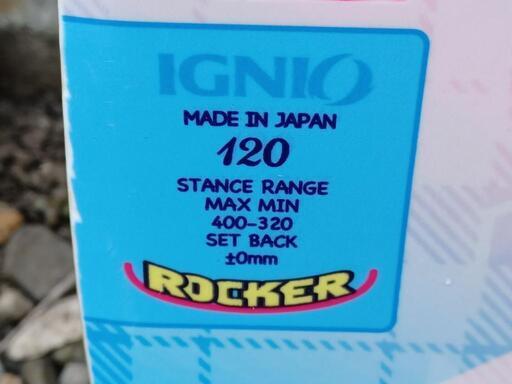 IGNIO
MADE IN JAPAN
120
STANCE RANGE
MAX MIN
400-320
SET BACK
±0mm
ROCKER